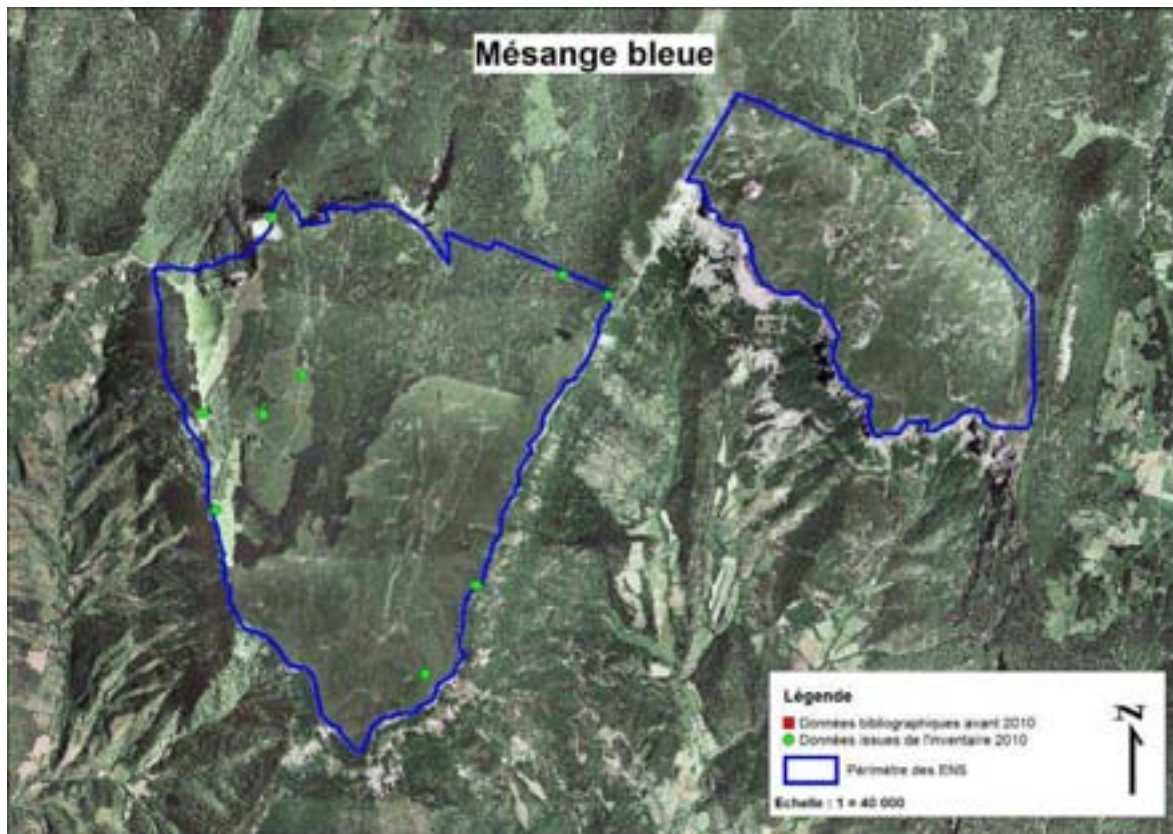 Mésange bleue
Légende
Données bibliographiques avant 2010
Données issues de l'inventaire 2010
Périmètre des ENS
Echelle : 1 = 40 000
N